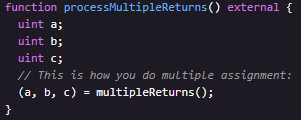 function processMultipleReturns() external {
  uint a;
  uint b;
  uint c;
  // This is how you do multiple assignment:
  (a, b, c) = multipleReturns();
}